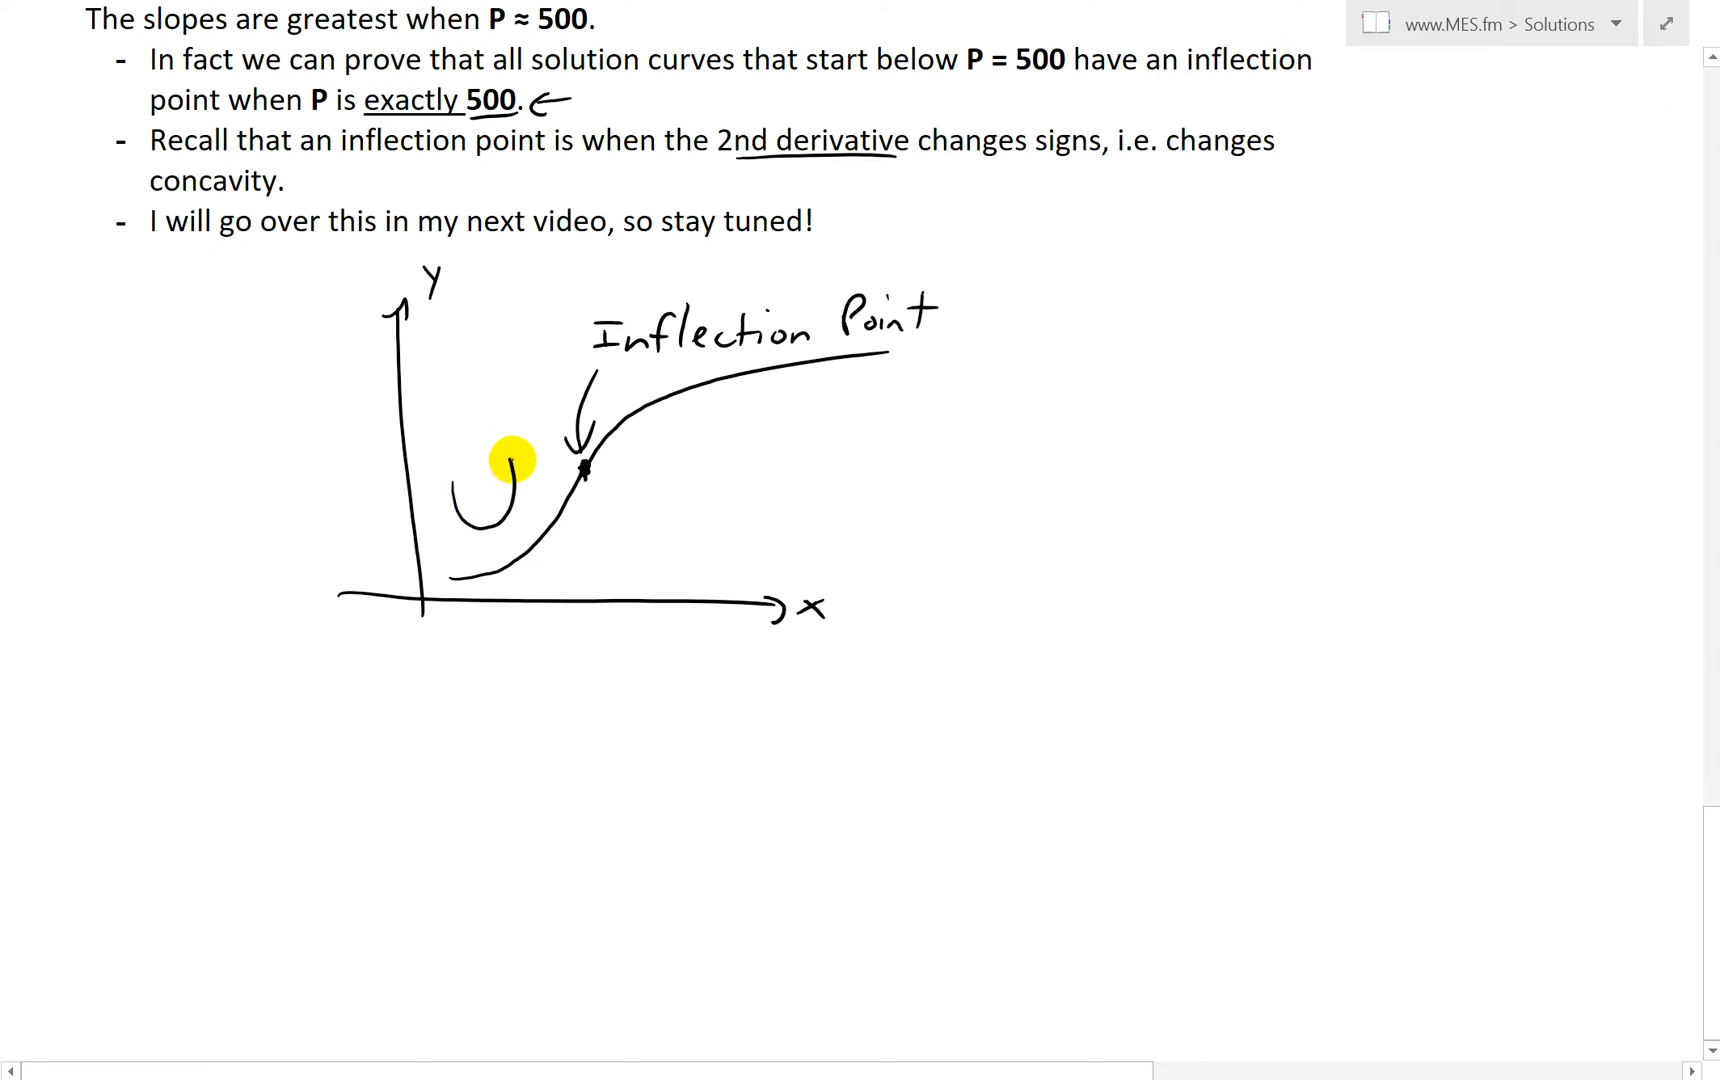 The slopes are greatest when P ≈ 500.
www.MES.fm > Solutions
- In fact we can prove that all solution curves that start below P = 500 have an inflection
point when P is exactly 500.
- Recall that an inflection point is when the 2nd derivative changes signs, i.e. changes
concavity.
- I will go over this in my next video, so stay tuned!
Y
Inflection Point
x